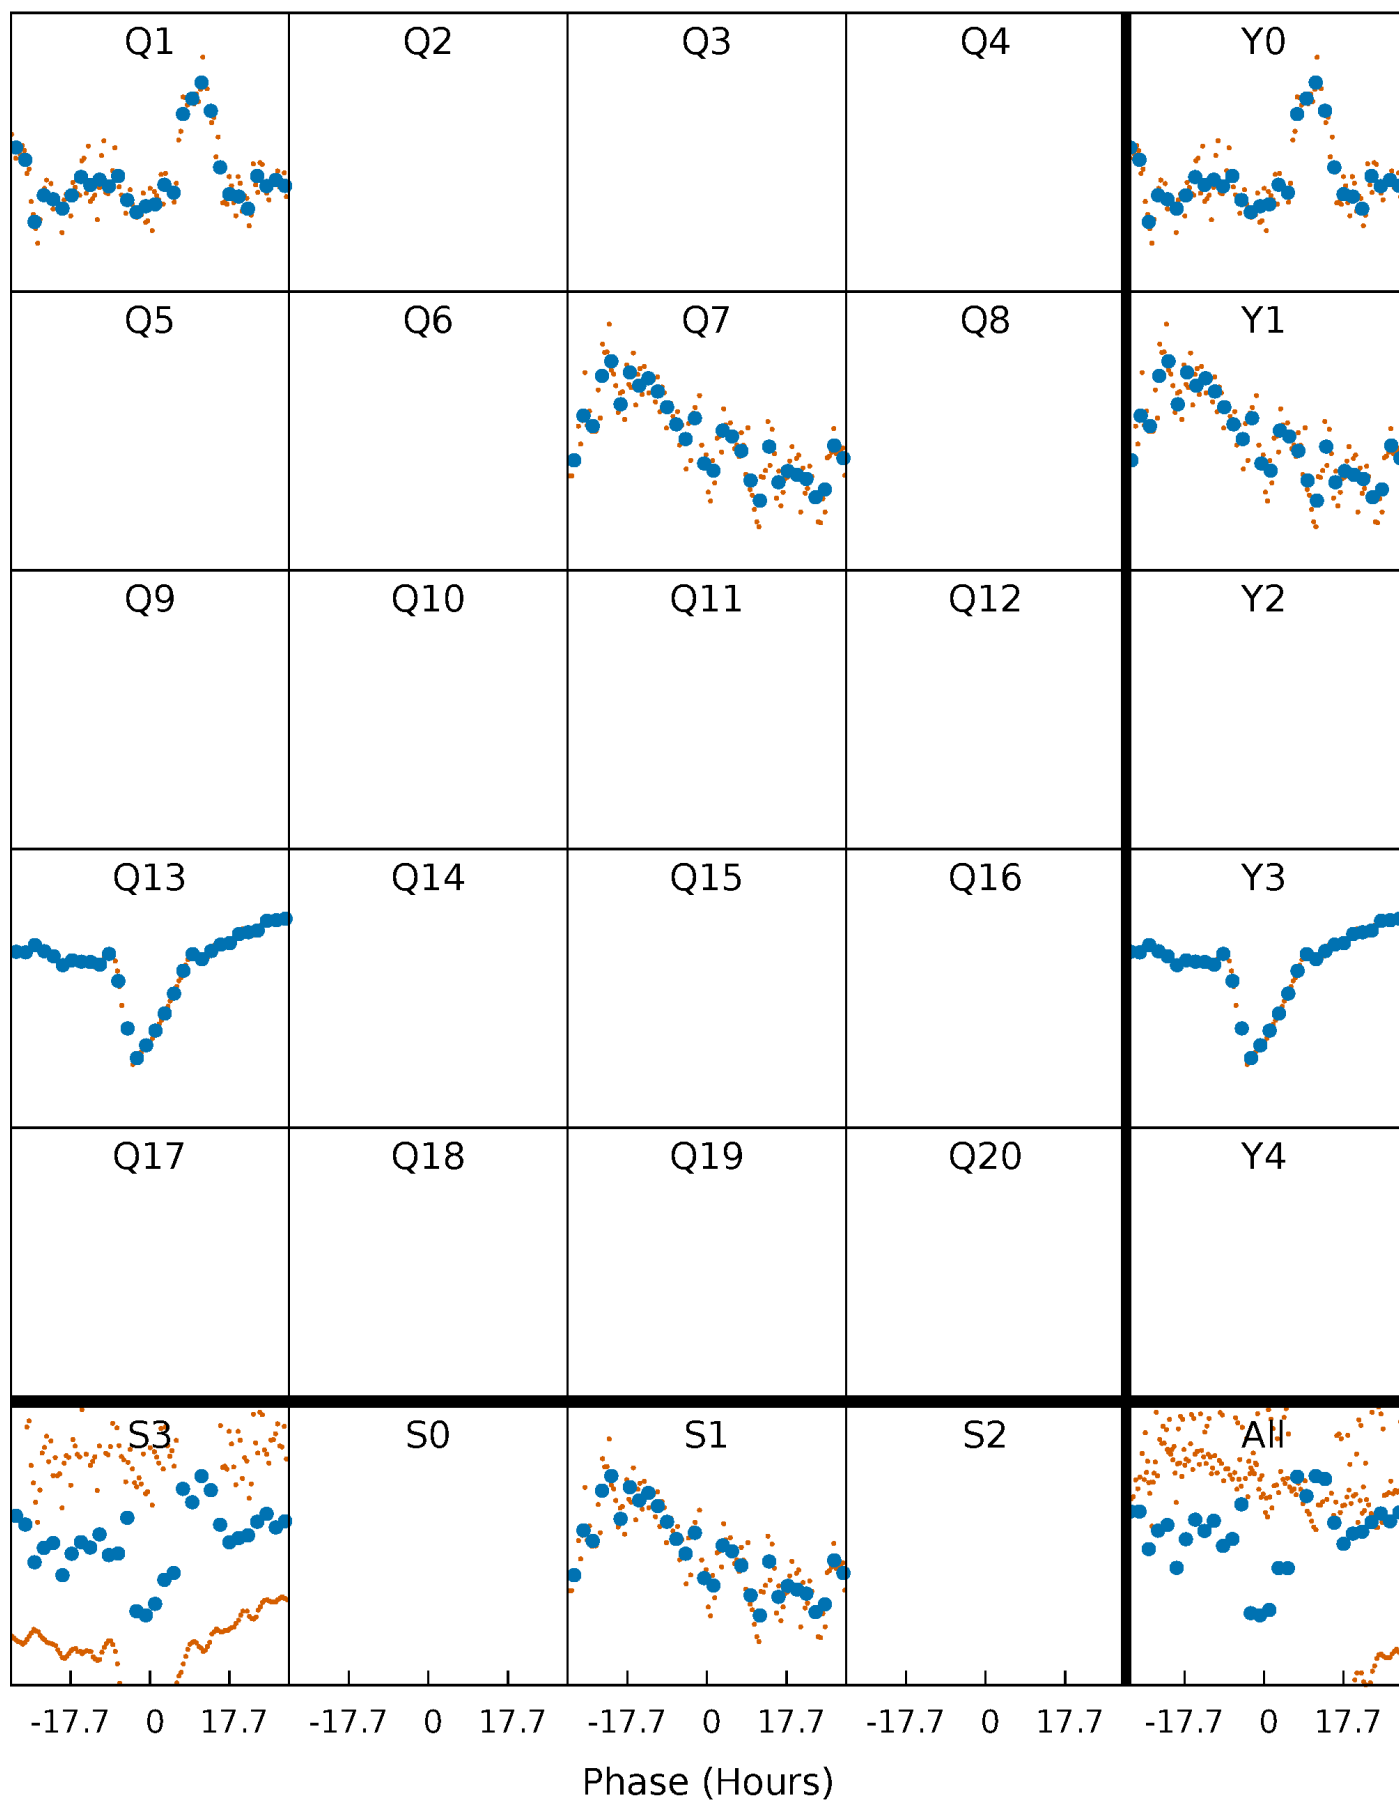 Q1 Q2 Q3 Q4 Y0
Q5 Q6 Q7 Q8 Y1
Q9 Q10 Q11 Q12 Y2
Q13 Q14 Q15 Q16 Y3
Q17 Q18 Q19 Q20 Y4
S3 S0 S1 S2 All
-17.7 0 17.7 -17.7 0 17.7 -17.7 0 17.7 -17.7 0 17.7 -17.7 0 17.7
Phase (Hours)